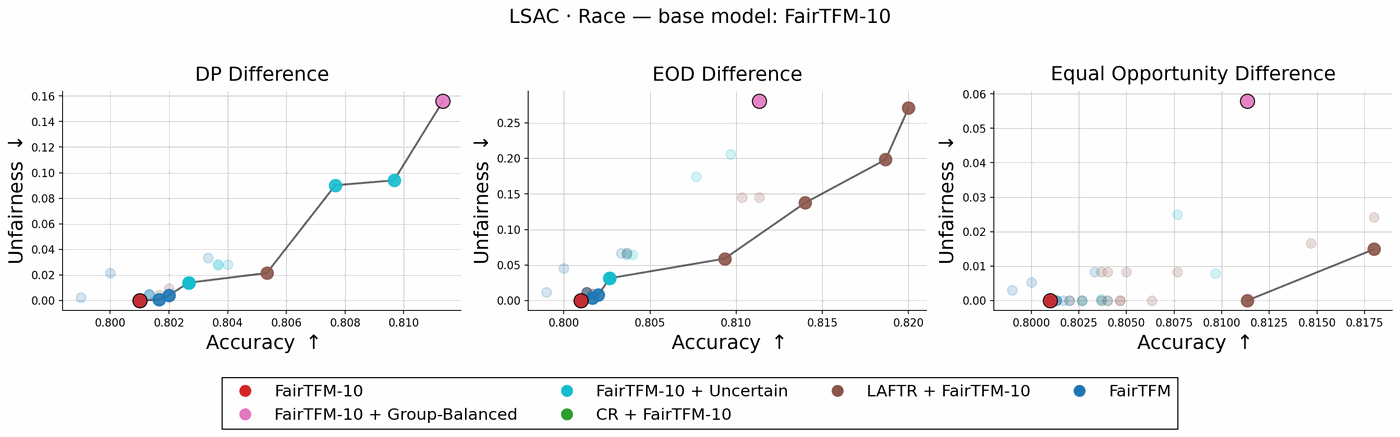 LSAC · Race — base model: FairTFM-10
DP Difference
Unfairness ↓
0.16
0.14
0.12
0.10
0.08
0.06
0.04
0.02
0.00
0.800
0.802
0.804
0.806
0.808
0.810
Accuracy ↑
EOD Difference
Unfairness ↓
0.25
0.20
0.15
0.10
0.05
0.00
0.800
0.805
0.810
0.815
0.820
Accuracy ↑
Equal Opportunity Difference
Unfairness ↓
0.06
0.05
0.04
0.03
0.02
0.01
0.00
0.8000
0.8025
0.8050
0.8075
0.8100
0.8125
0.8150
0.8175
Accuracy ↑
FairTFM-10
FairTFM-10 + Group-Balanced
FairTFM-10 + Uncertain
CR + FairTFM-10
LAFTR + FairTFM-10
FairTFM